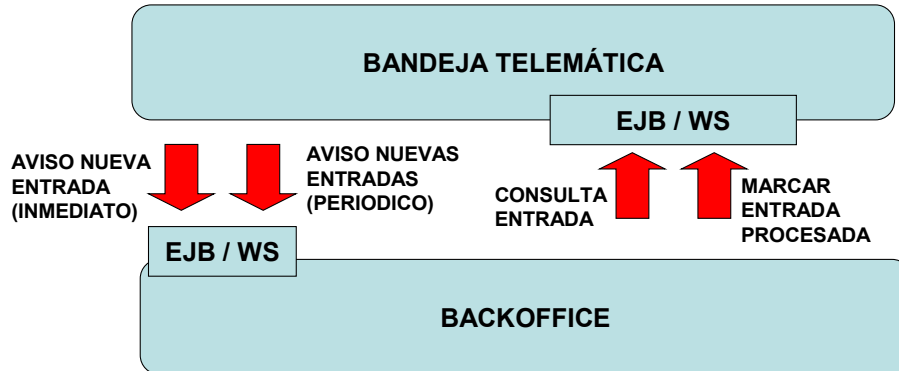 BANDEJA TELEMÁTICA
EJB / WS
AVISO NUEVA
ENTRADA
(INMEDIATO)
AVISO NUEVAS
ENTRADAS
(PERIODICO)
CONSULTA
ENTRADA
MARCAR
ENTRADA
PROCESADA
EJB / WS
BACKOFFICE